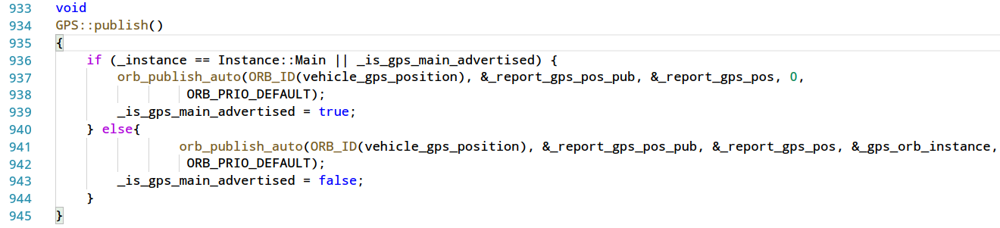 933 void
934 GPS::publish()
935 {
936 if (_instance == Instance::Main || _is_gps_main_advertised) {
937 orb_publish_auto(ORB_ID(vehicle_gps_position), &_report_gps_pos_pub, &_report_gps_pos, 0,
938 ORB_PRIO_DEFAULT);
939 _is_gps_main_advertised = true;
940 } else{
941 orb_publish_auto(ORB_ID(vehicle_gps_position), &_report_gps_pos_pub, &_report_gps_pos, &_gps_orb_instance,
942 ORB_PRIO_DEFAULT);
943 _is_gps_main_advertised = false;
944 }
945 }